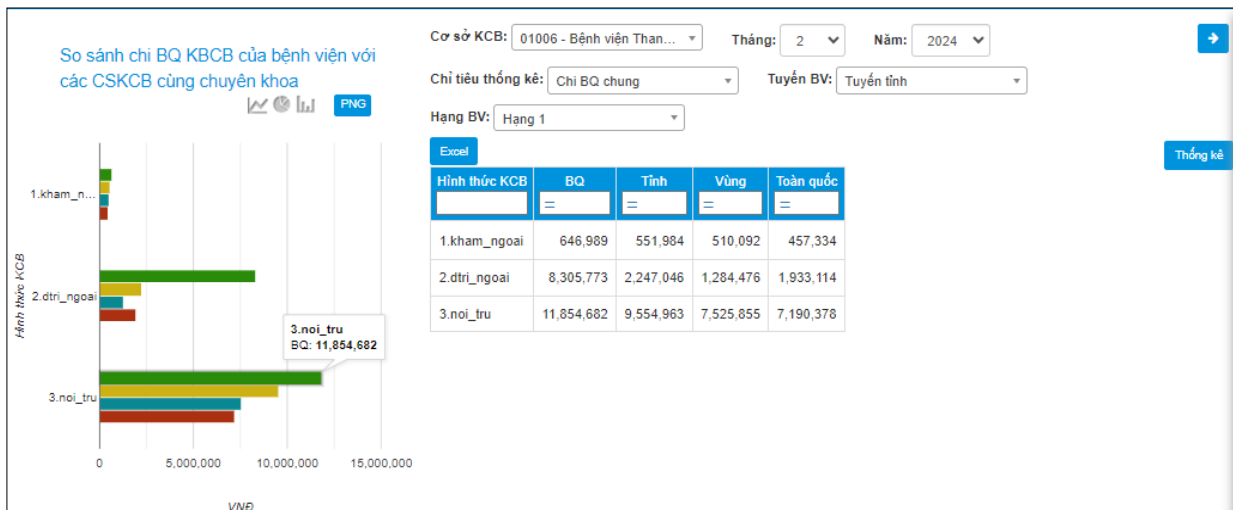 So sánh chi BQ KBCB của bệnh viện với
các CSKCB cùng chuyên khoa
PNG
Hình thức KCB
1.kham_n...
2.dtri_ngoai
3.noi_tru
3.noi_tru
BQ: 11,854,682
0 5,000,000 10,000,000 15,000,000
VNĐ
Cơ sở KCB: 01006 - Bệnh viện Than... Tháng: 2 Năm: 2024
Chỉ tiêu thống kê: Chi BQ chung Tuyến BV: Tuyến tỉnh
Hạng BV: Hạng 1
Excel
Thống kê
Hình thức KCB BQ Tỉnh Vùng Toàn quốc
= = = =
1.kham_ngoai 646,989 551,984 510,092 457,334
2.dtri_ngoai 8,305,773 2,247,046 1,284,476 1,933,114
3.noi_tru 11,854,682 9,554,963 7,525,855 7,190,378